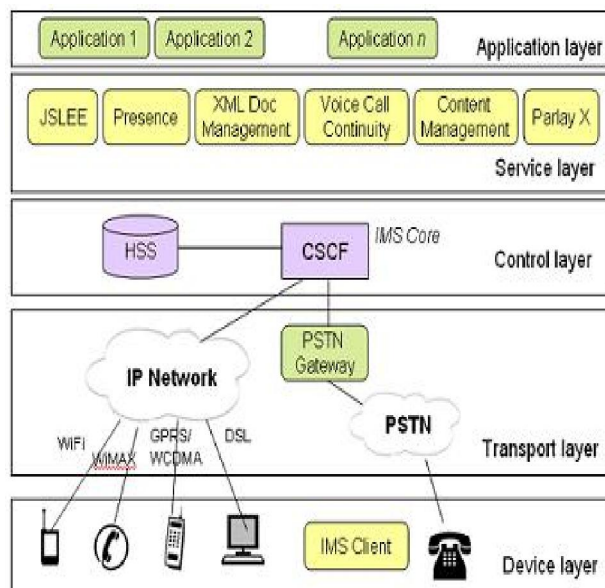 Application 1
Application 2
Application n
Application layer
JSLEE
Presence
XML Doc
Management
Voice Call
Continuity
Content
Management
Parlay X
Service layer
HSS
CSCF
IMS Core
Control layer
IP Network
PSTN
Gateway
PSTN
WiFI
WiMAX
GPRS/
WCDMA
DSL
Transport layer
IMS Client
Device layer